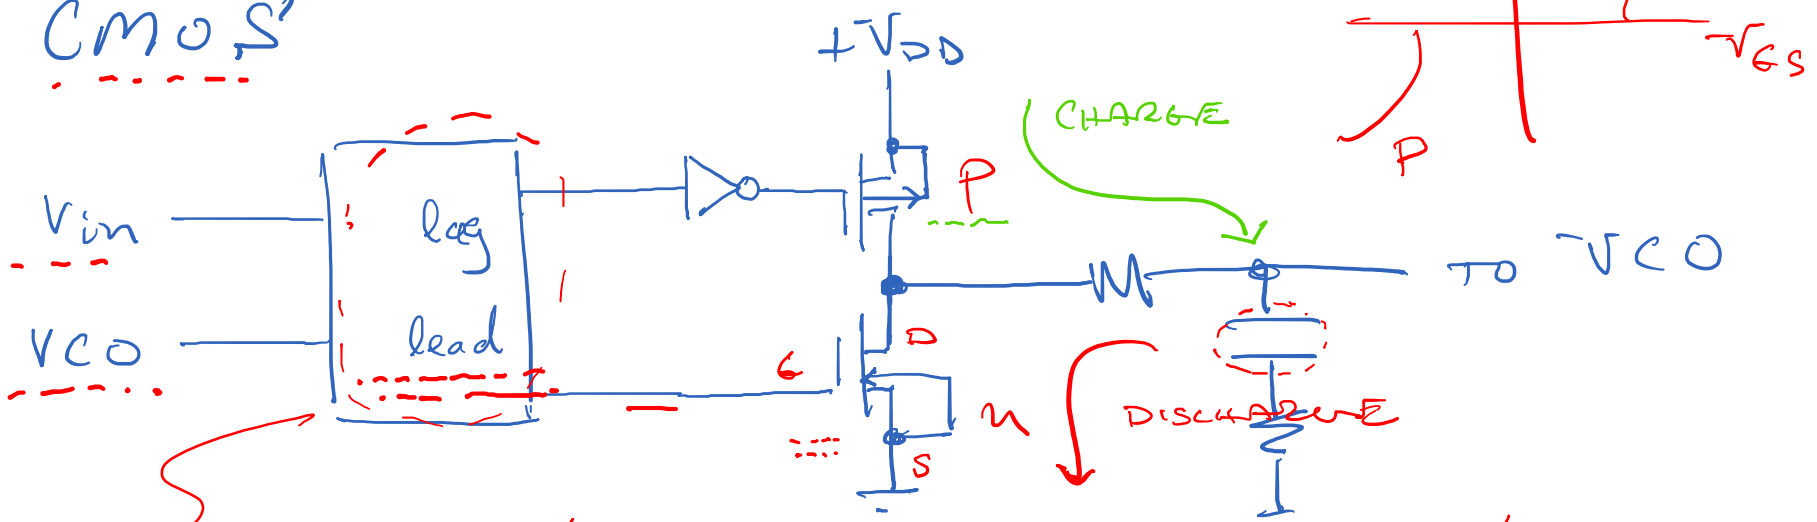 CMOS
+VDD
VGS
CHARGE
P
P
Vin
lag
TO VCO
VCO
lead
D
G
DISCHARGE
n
S